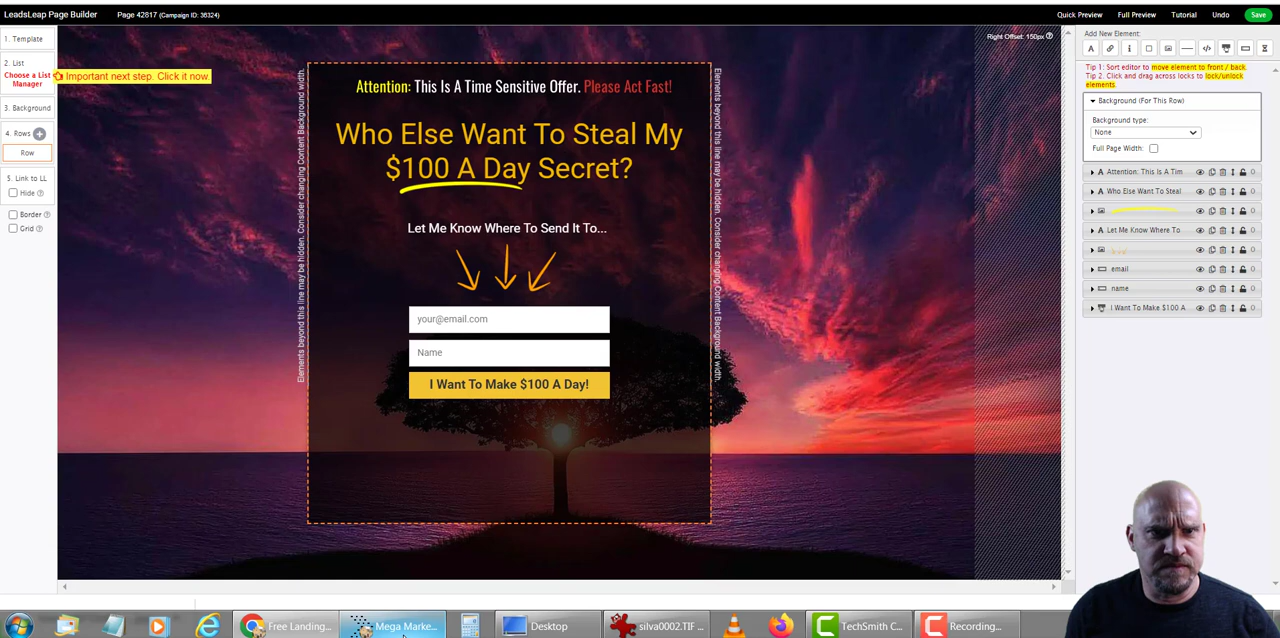 LeadsLeap Page Builder Page 42817 (Campaign ID: 36324) Quick Preview Full Preview Tutorial Undo Save
1. Template
2. List
Choose a List
Manager
Important next step. Click it now.
3. Background
4. Rows
Row
5. Link to LL
Hide
Border
Grid
Right Offset: 150px
Elements beyond this line may be hidden. Consider changing Content Background width.
Attention: This Is A Time Sensitive Offer. Please Act Fast!
Who Else Want To Steal My
$100 A Day Secret?
Let Me Know Where To Send It To...
your@email.com
Name
I Want To Make $100 A Day!
Elements beyond this line may be hidden. Consider changing Content Background width.
Add New Element:
Tip 1: Sort editor to move element to front / back.
Tip 2. Click and drag across locks to lock/unlock
elements.
Background (For This Row)
Background type:
None
Full Page Width:
Attention: This Is A Tim 0
Who Else Want To Steal 0
0
Let Me Know Where To 0
0
email 0
name 0
I Want To Make $100 A 0
Free Landing... Mega Marke... Desktop silva0002.TIF ... TechSmith C... Recording...